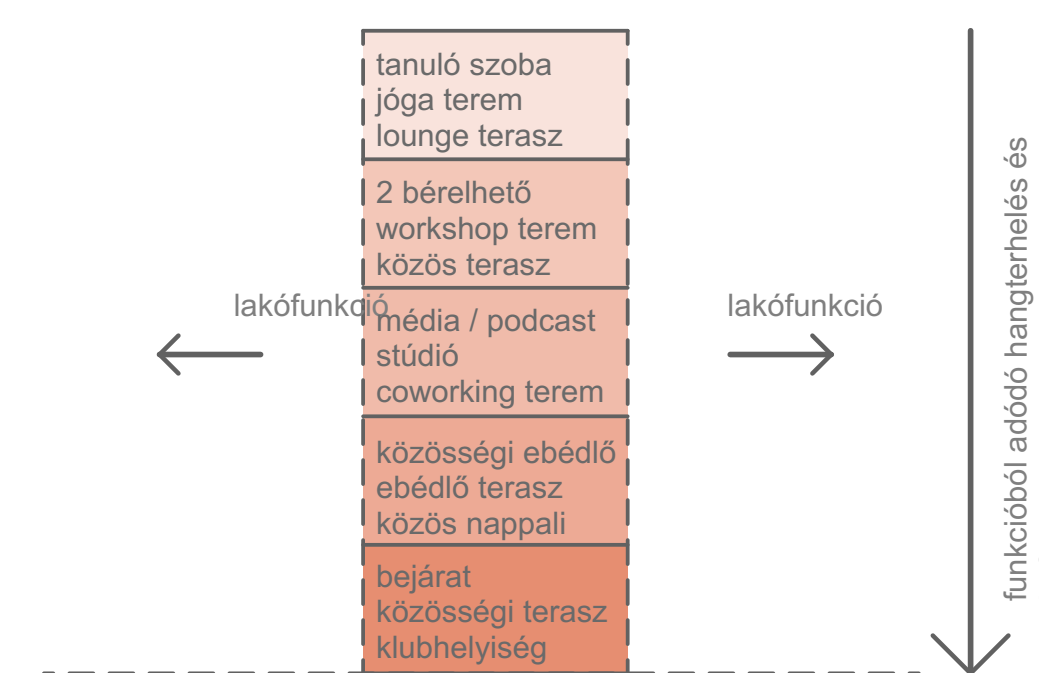 tanuló szoba
jóga terem
lounge terasz
2 bérelhető
workshop terem
közös terasz
lakófunkció
média / podcast
stúdió
coworking terem
lakófunkció
közösségi ebédlő
ebédlő terasz
közös nappali
bejárat
közösségi terasz
klubhelyiség
funkcióból adódó hangterhelés és